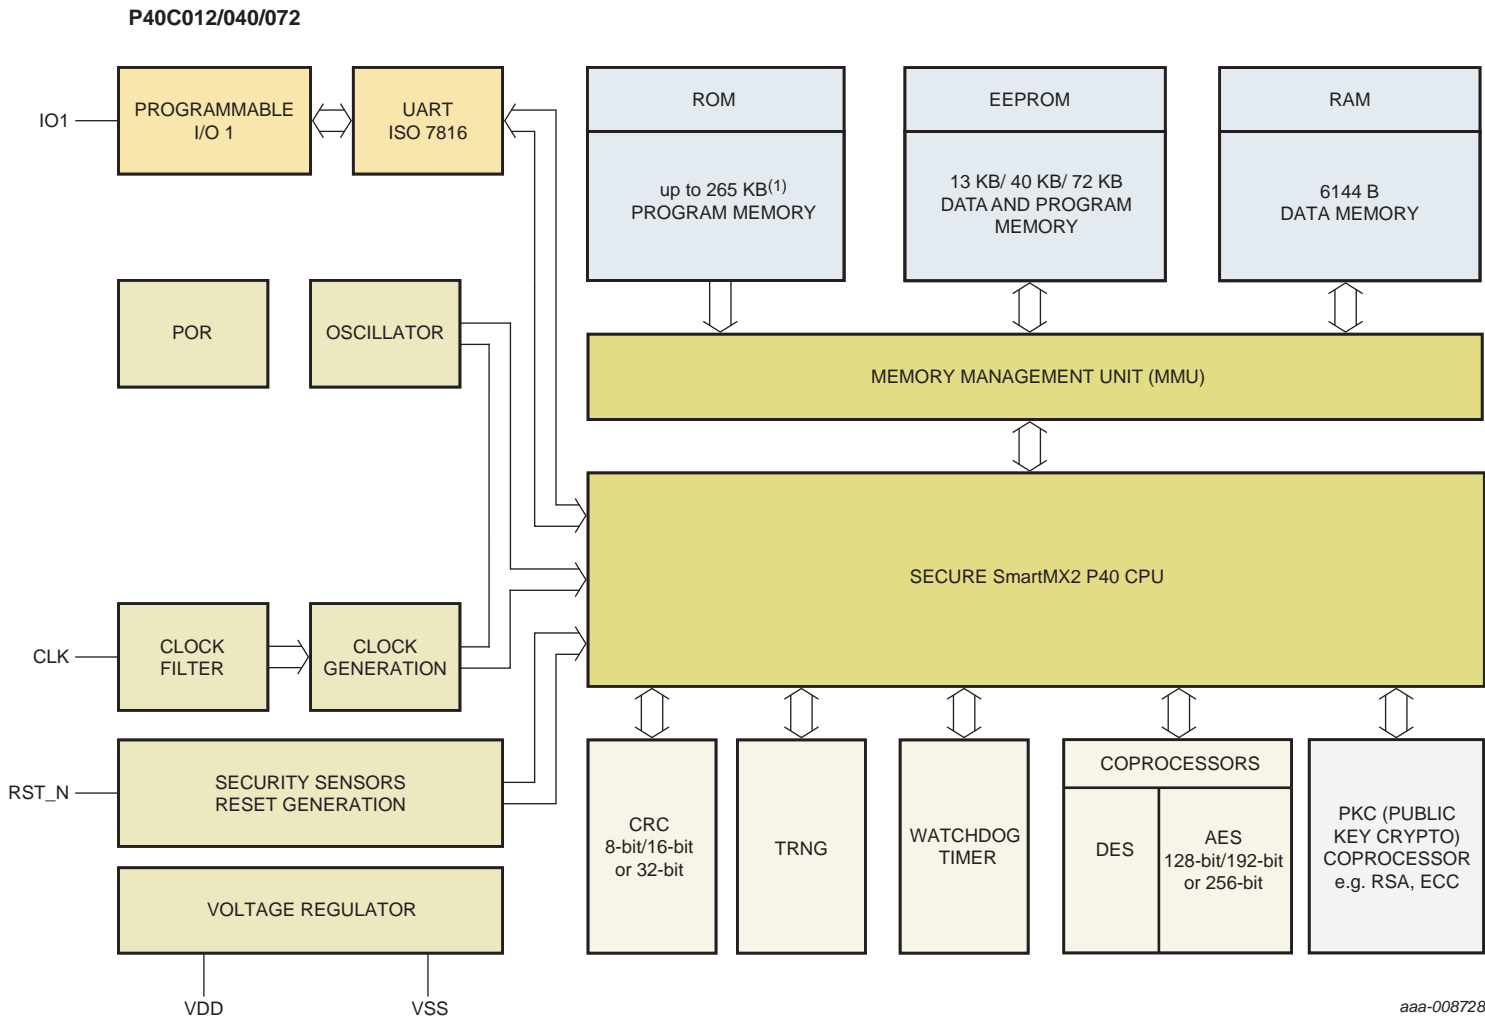 P40C012/040/072
IO1
PROGRAMMABLE
I/O 1
UART
ISO 7816
ROM
up to 265 KB(1)
PROGRAM MEMORY
EEPROM
13 KB/ 40 KB/ 72 KB
DATA AND PROGRAM
MEMORY
RAM
6144 B
DATA MEMORY
POR
OSCILLATOR
MEMORY MANAGEMENT UNIT (MMU)
SECURE SmartMX2 P40 CPU
CLK
CLOCK
FILTER
CLOCK
GENERATION
RST_N
SECURITY SENSORS
RESET GENERATION
VOLTAGE REGULATOR
VDD
VSS
CRC
8-bit/16-bit
or 32-bit
TRNG
WATCHDOG
TIMER
COPROCESSORS
DES
AES
128-bit/192-bit
or 256-bit
PKC (PUBLIC
KEY CRYPTO)
COPROCESSOR
e.g. RSA, ECC
aaa-008728